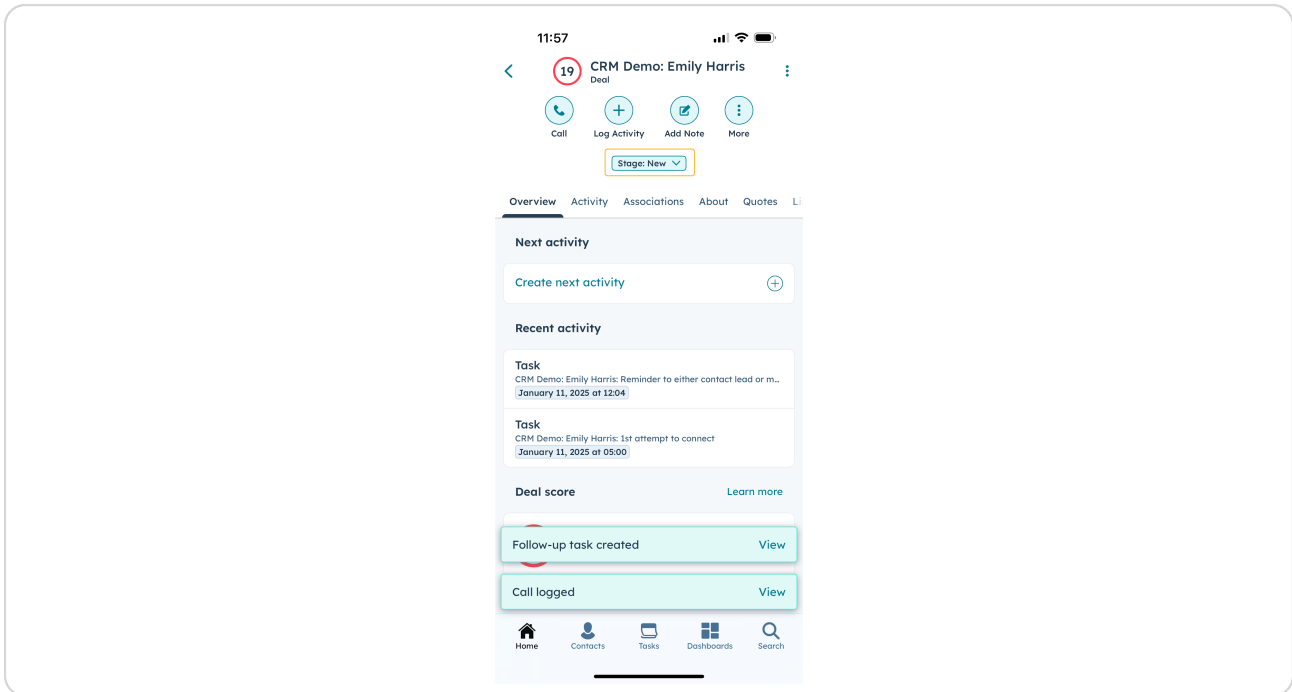 11:57
19
CRM Demo: Emily Harris
Deal
Call
Log Activity
Add Note
More
Stage: New
Overview Activity Associations About Quotes Li
Next activity
Create next activity
Recent activity
Task
CRM Demo: Emily Harris: Reminder to either contact lead or m...
January 11, 2025 at 12:04
Task
CRM Demo: Emily Harris: 1st attempt to connect
January 11, 2025 at 05:00
Deal score Learn more
Follow-up task created View
Call logged View
Home Contacts Tasks Dashboards Search